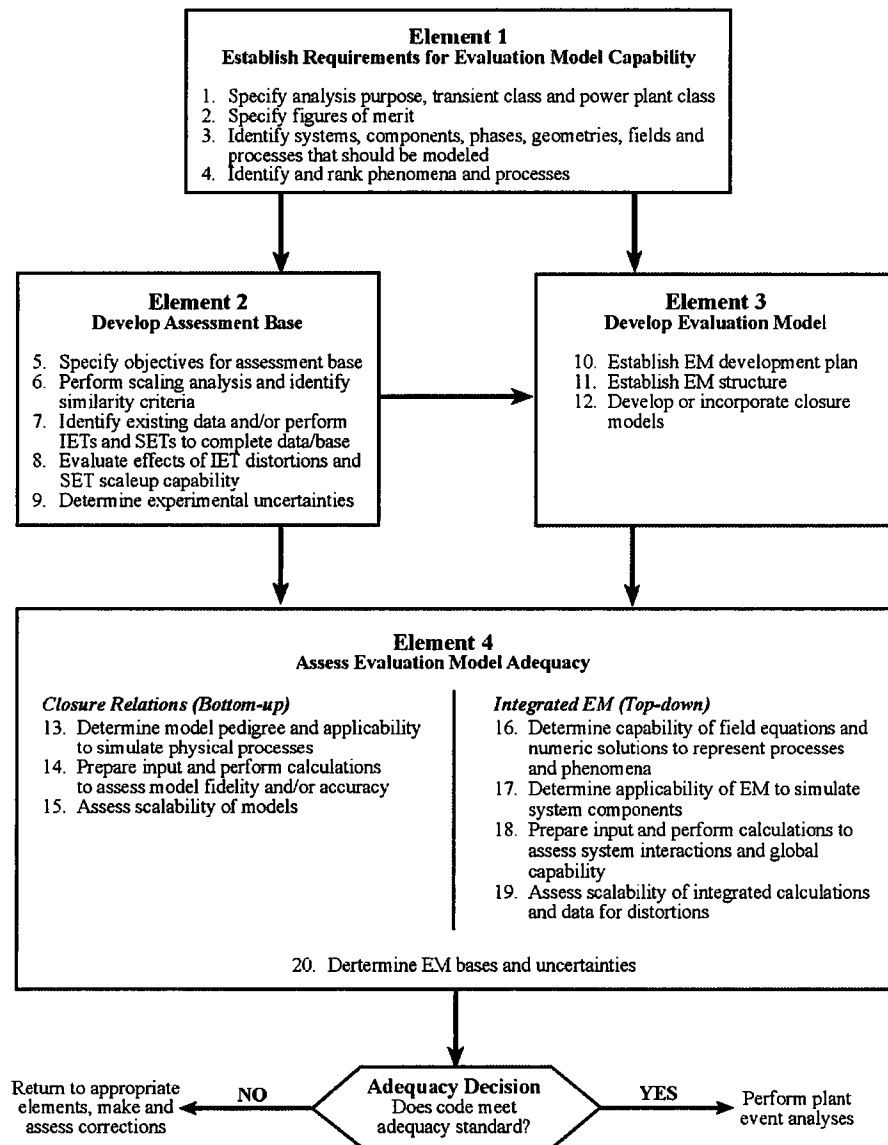 Element 1
Establish Requirements for Evaluation Model Capability
1. Specify analysis purpose, transient class and power plant class
2. Specify figures of merit
3. Identify systems, components, phases, geometries, fields and
processes that should be modeled
4. Identify and rank phenomena and processes
Element 2
Develop Assessment Base
5. Specify objectives for assessment base
6. Perform scaling analysis and identify
similarity criteria
7. Identify existing data and/or perform
IETs and SETs to complete data/base
8. Evaluate effects of IET distortions and
SET scaleup capability
9. Determine experimental uncertainties
Element 3
Develop Evaluation Model
10. Establish EM development plan
11. Establish EM structure
12. Develop or incorporate closure
models
Element 4
Assess Evaluation Model Adequacy
Closure Relations (Bottom-up)
13. Determine model pedigree and applicability
to simulate physical processes
14. Prepare input and perform calculations
to assess model fidelity and/or accuracy
15. Assess scalability of models
Integrated EM (Top-down)
16. Determine capability of field equations and
numeric solutions to represent processes
and phenomena
17. Determine applicability of EM to simulate
system components
18. Prepare input and perform calculations to
assess system interactions and global
capability
19. Assess scalability of integrated calculations
and data for distortions
20. Dertermine EM bases and uncertainties
Adequacy Decision
Does code meet
adequacy standard?
NO
Return to appropriate
elements, make and
assess corrections
YES
Perform plant
event analyses